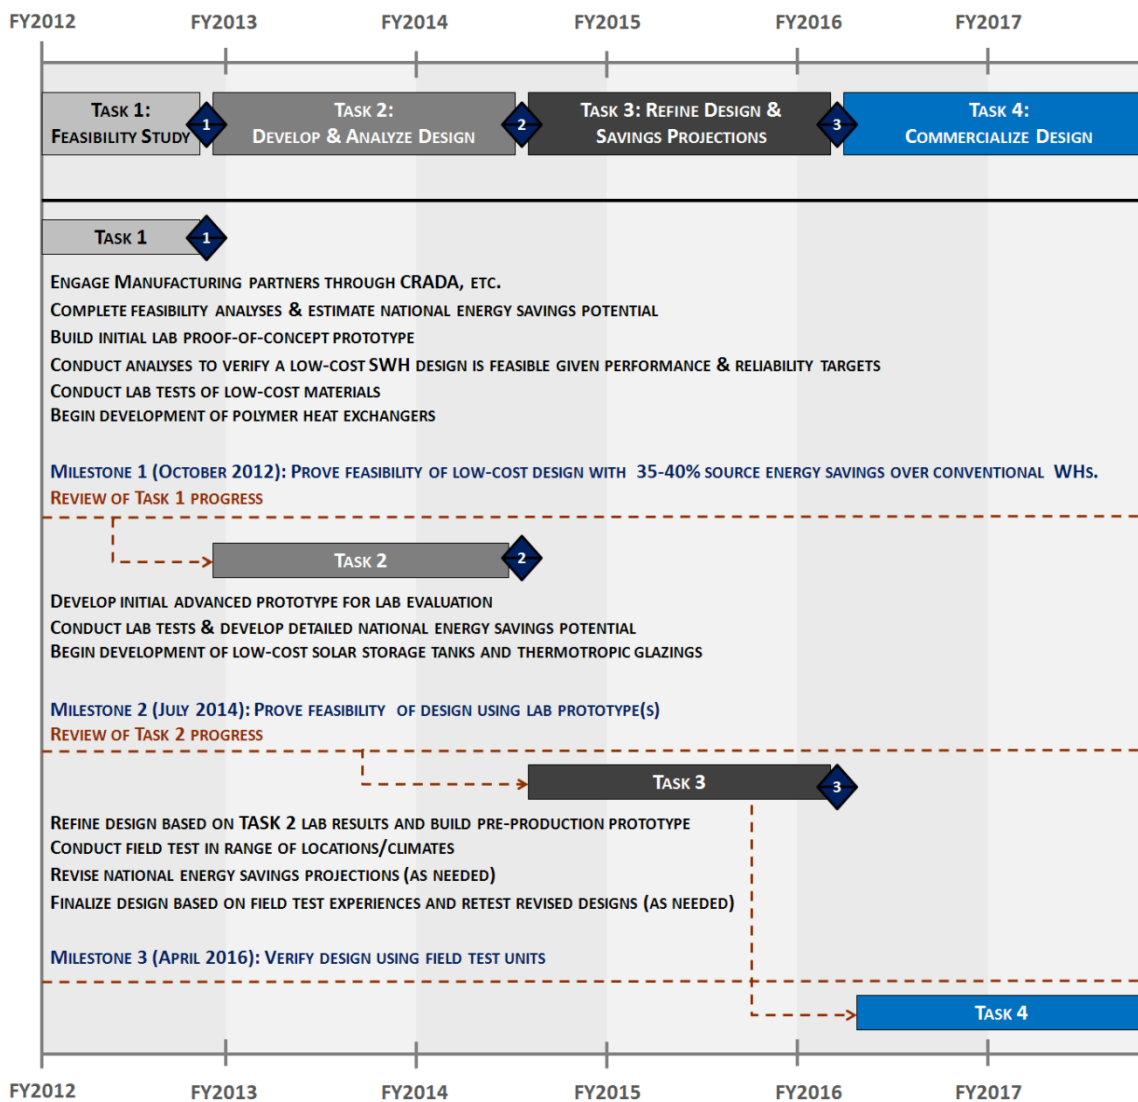 FY2012 FY2013 FY2014 FY2015 FY2016 FY2017
Task 1:
Feasibility Study
1
Task 2:
Develop & Analyze Design
2
Task 3: Refine Design &
Savings Projections
3
Task 4:
Commercialize Design
Task 1
1
Engage Manufacturing partners through CRADA, etc.
Complete feasibility analyses & estimate national energy savings potential
Build initial lab proof-of-concept prototype
Conduct analyses to verify a low-cost SWH design is feasible given performance & reliability targets
Conduct lab tests of low-cost materials
Begin development of polymer heat exchangers
Milestone 1 (October 2012): Prove feasibility of low-cost design with 35-40% source energy savings over conventional WHs.
Review of Task 1 progress
Task 2
2
Develop initial advanced prototype for lab evaluation
Conduct lab tests & develop detailed national energy savings potential
Begin development of low-cost solar storage tanks and thermotropic glazings
Milestone 2 (July 2014): Prove feasibility of design using lab prototype(s)
Review of Task 2 progress
Task 3
3
Refine design based on TASK 2 lab results and build pre-production prototype
Conduct field test in range of locations/climates
Revise national energy savings projections (as needed)
Finalize design based on field test experiences and retest revised designs (as needed)
Milestone 3 (April 2016): Verify design using field test units
Task 4
FY2012 FY2013 FY2014 FY2015 FY2016 FY2017